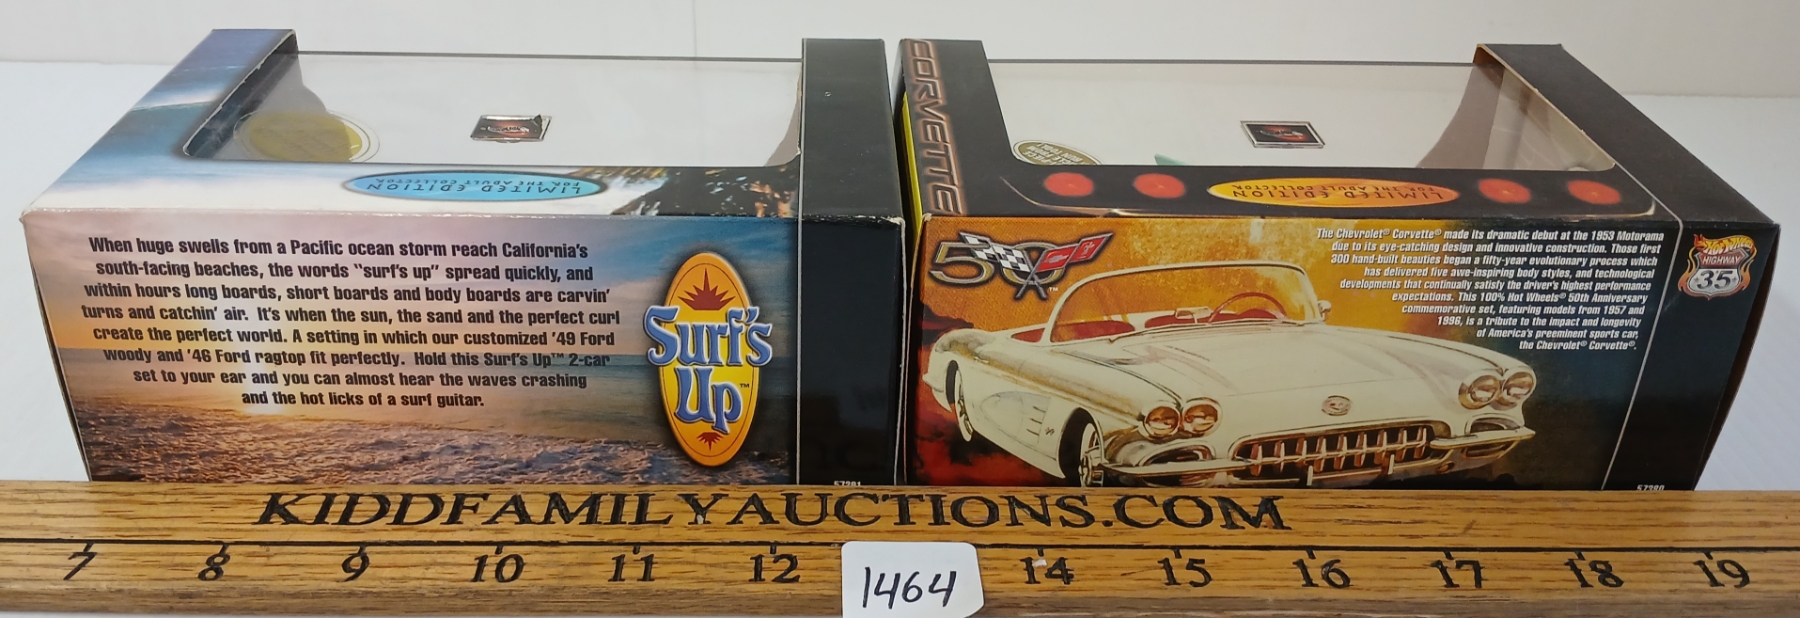 LIMITED EDITION
FOR THE ADULT COLLECTOR
When huge swells from a Pacific ocean storm reach California's
south-facing beaches, the words "surf's up" spread quickly, and
within hours long boards, short boards and body boards are carvin'
turns and catchin' air. It's when the sun, the sand and the perfect curl
create the perfect world. A setting in which our customized '49 Ford
woody and '46 Ford ragtop fit perfectly. Hold this Surf's Up™ 2-car
set to your ear and you can almost hear the waves crashing
and the hot licks of a surf guitar.
Surf's
Up™
57381
CORVETTE
LIMITED EDITION
FOR THE ADULT COLLECTOR
50™
The Chevrolet® Corvette® made its dramatic debut at the 1953 Motorama
due to its eye-catching design and innovative construction. Those first
300 hand-built beauties began a fifty-year evolutionary process which
has delivered five awe-inspiring body styles, and technological
developments that continually satisfy the driver's highest performance
expectations. This 100% Hot Wheels® 50th Anniversary
commemorative set, featuring models from 1957 and
1996, is a tribute to the impact and longevity
of America's preeminent sports car,
the Chevrolet® Corvette®.
Hot Wheels
HIGHWAY
35
57380
KIDDFAMILYAUCTIONS.COM
7 8 9 10 11 12 14 15 16 17 18 19
1464